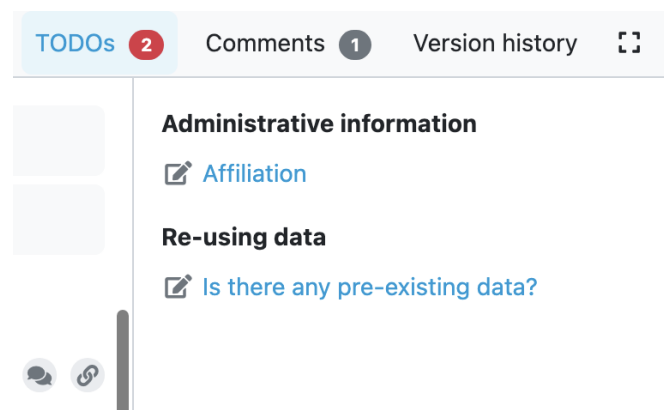 TODOs 2 Comments 1 Version history
Administrative information
Affiliation
Re-using data
Is there any pre-existing data?